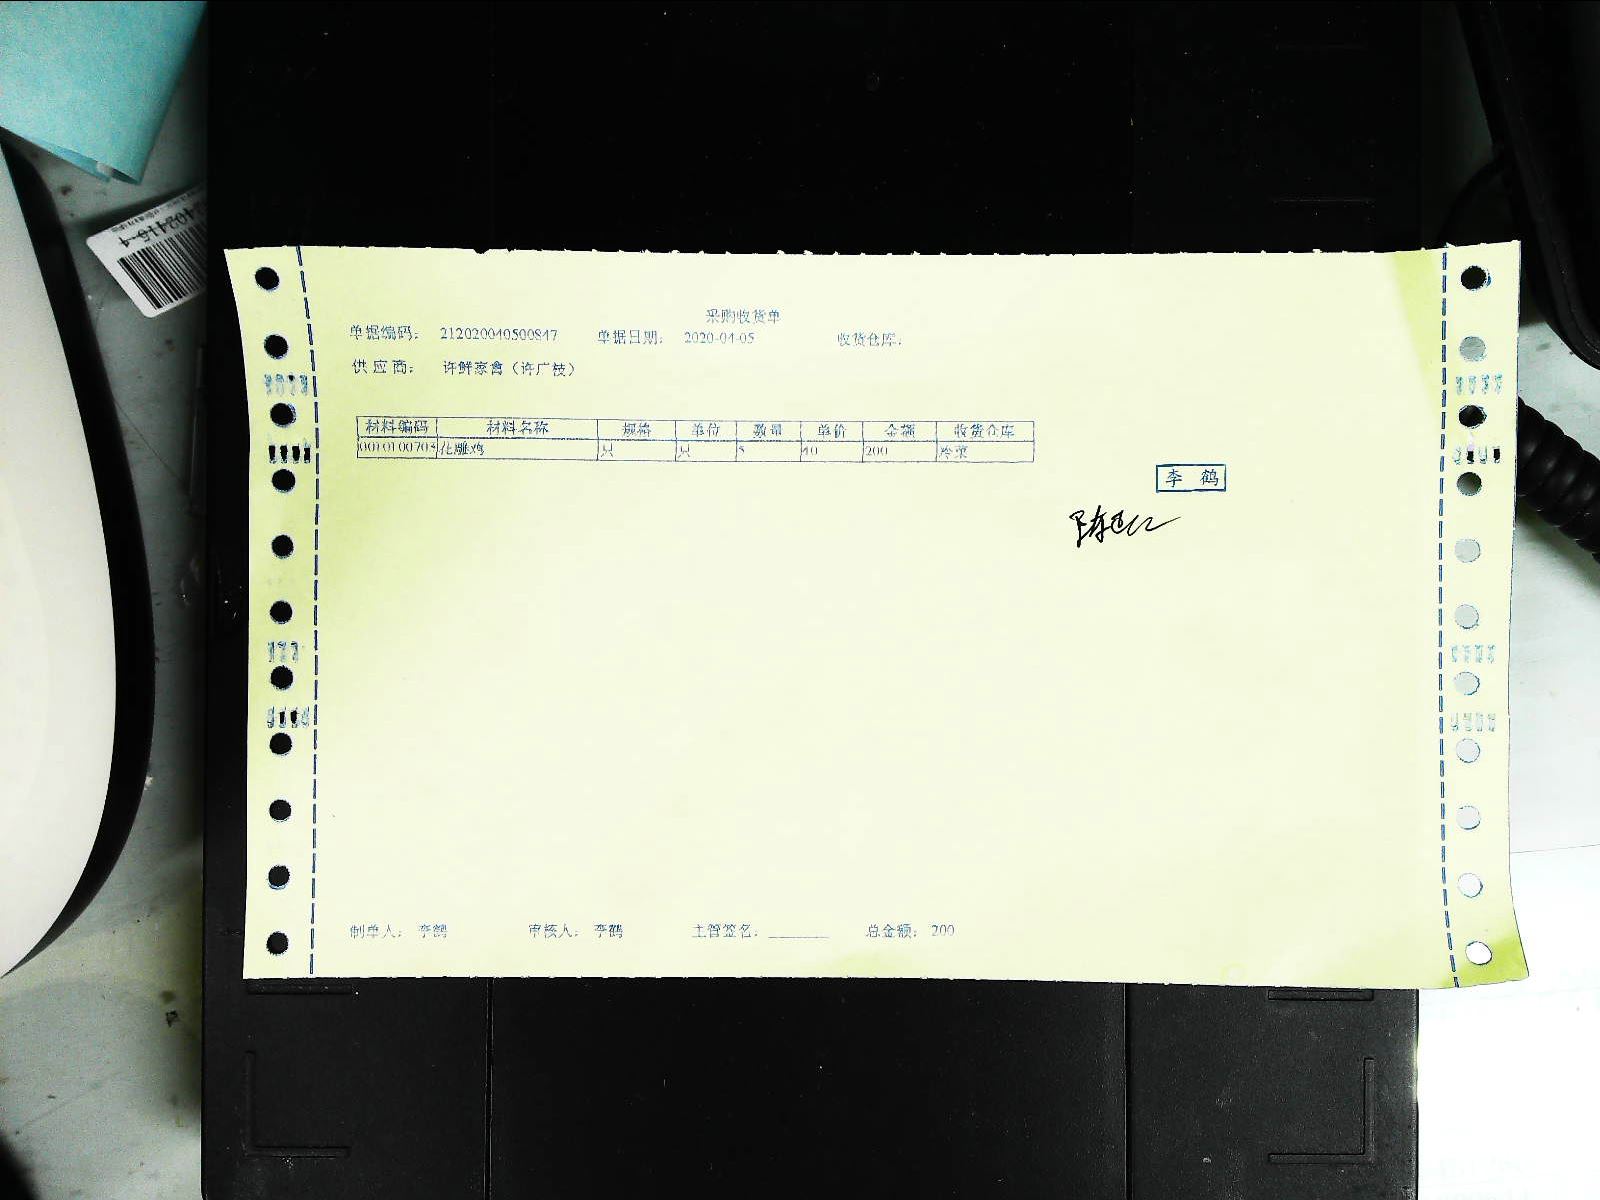 采购收货单
单据编码： 212020040500847 单据日期： 2020-04-05 收货仓库：
供应商： 许鲜家禽（许广枝）
材料编码 材料名称 规格 单位 数量 单价 金额 收货仓库
0010100703 花雕鸡 只 只 5 40 200 冷菜
李 鹤
制单人： 李鹤 审核人： 李鹤 主管签名：________ 总金额： 200